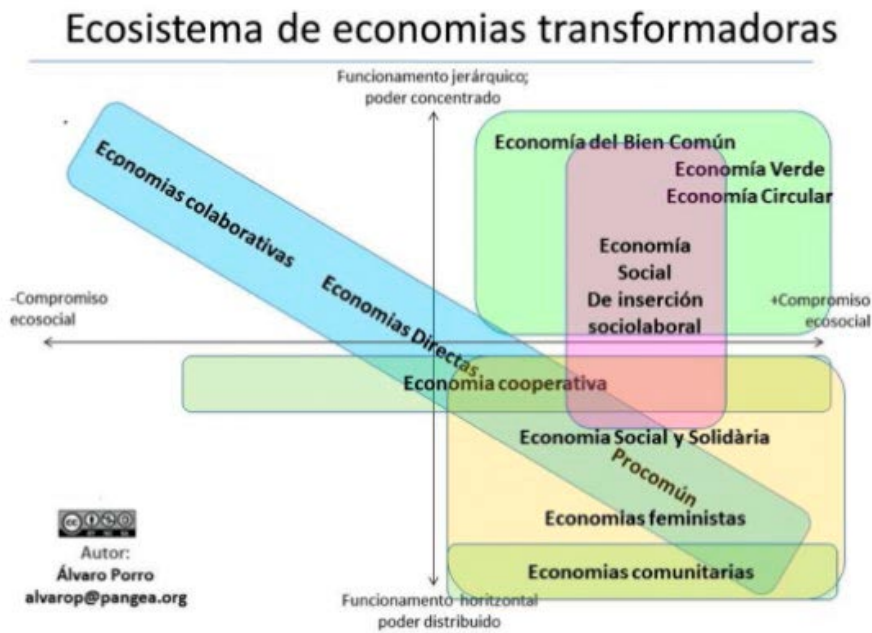 Ecosistema de economias transformadoras
Funcionamento jerárquico;
poder concentrado
Economías colaborativas
Economías Directas
Economía del Bien Común
Economía Verde
Economía Circular
Economía
Social
De inserción
sociolaboral
-Compromiso
ecosocial
+Compromiso
ecosocial
Economia cooperativa
Economia Social y Solidària
Procomún
Economias feministas
Economias comunitarias
Funcionamento horitzontal
poder distribuido
cc
Autor:
Álvaro Porro
alvarop@pangea.org